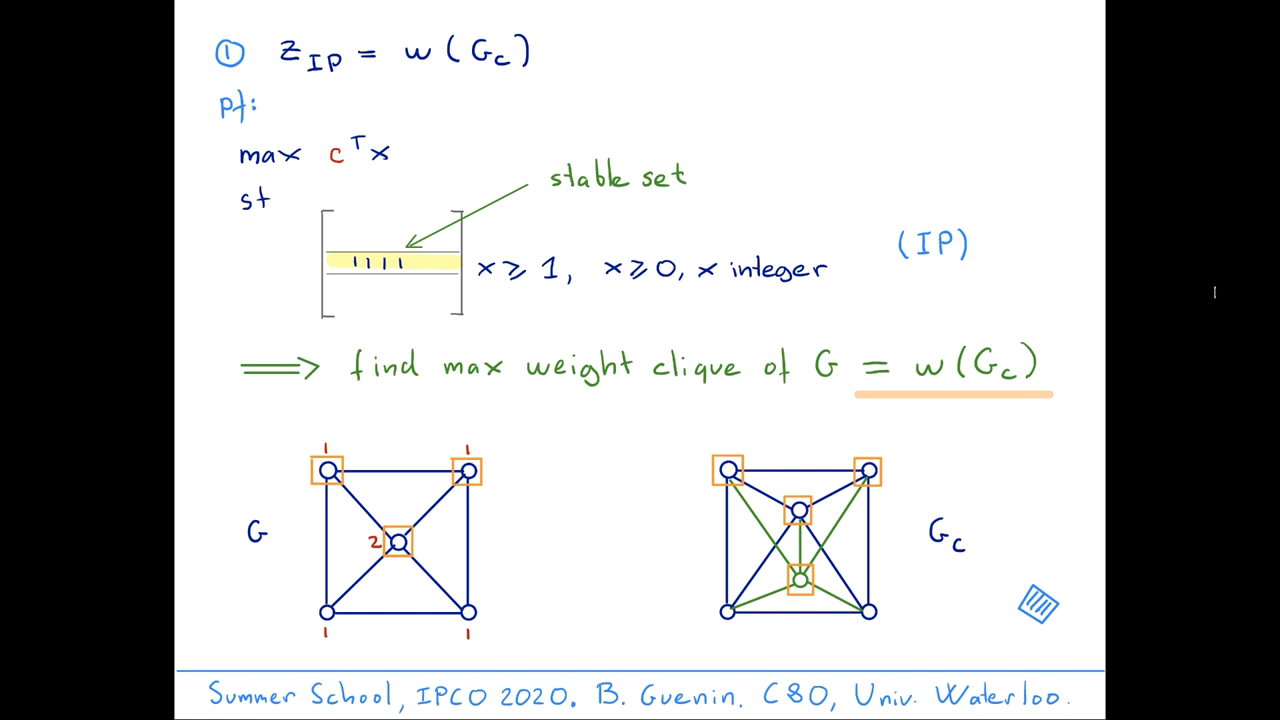 ① z_IP = w(G_c)
pf:
max c^T x
stable set
st
1 1 1 1
x ⩾ 1, x ⩾ 0, x integer
(IP)
⟹ find max weight clique of G = w(G_c)
1 1
G 2 G_c
1 1
Summer School, IPCO 2020. B. Guenin. C&O, Univ. Waterloo.